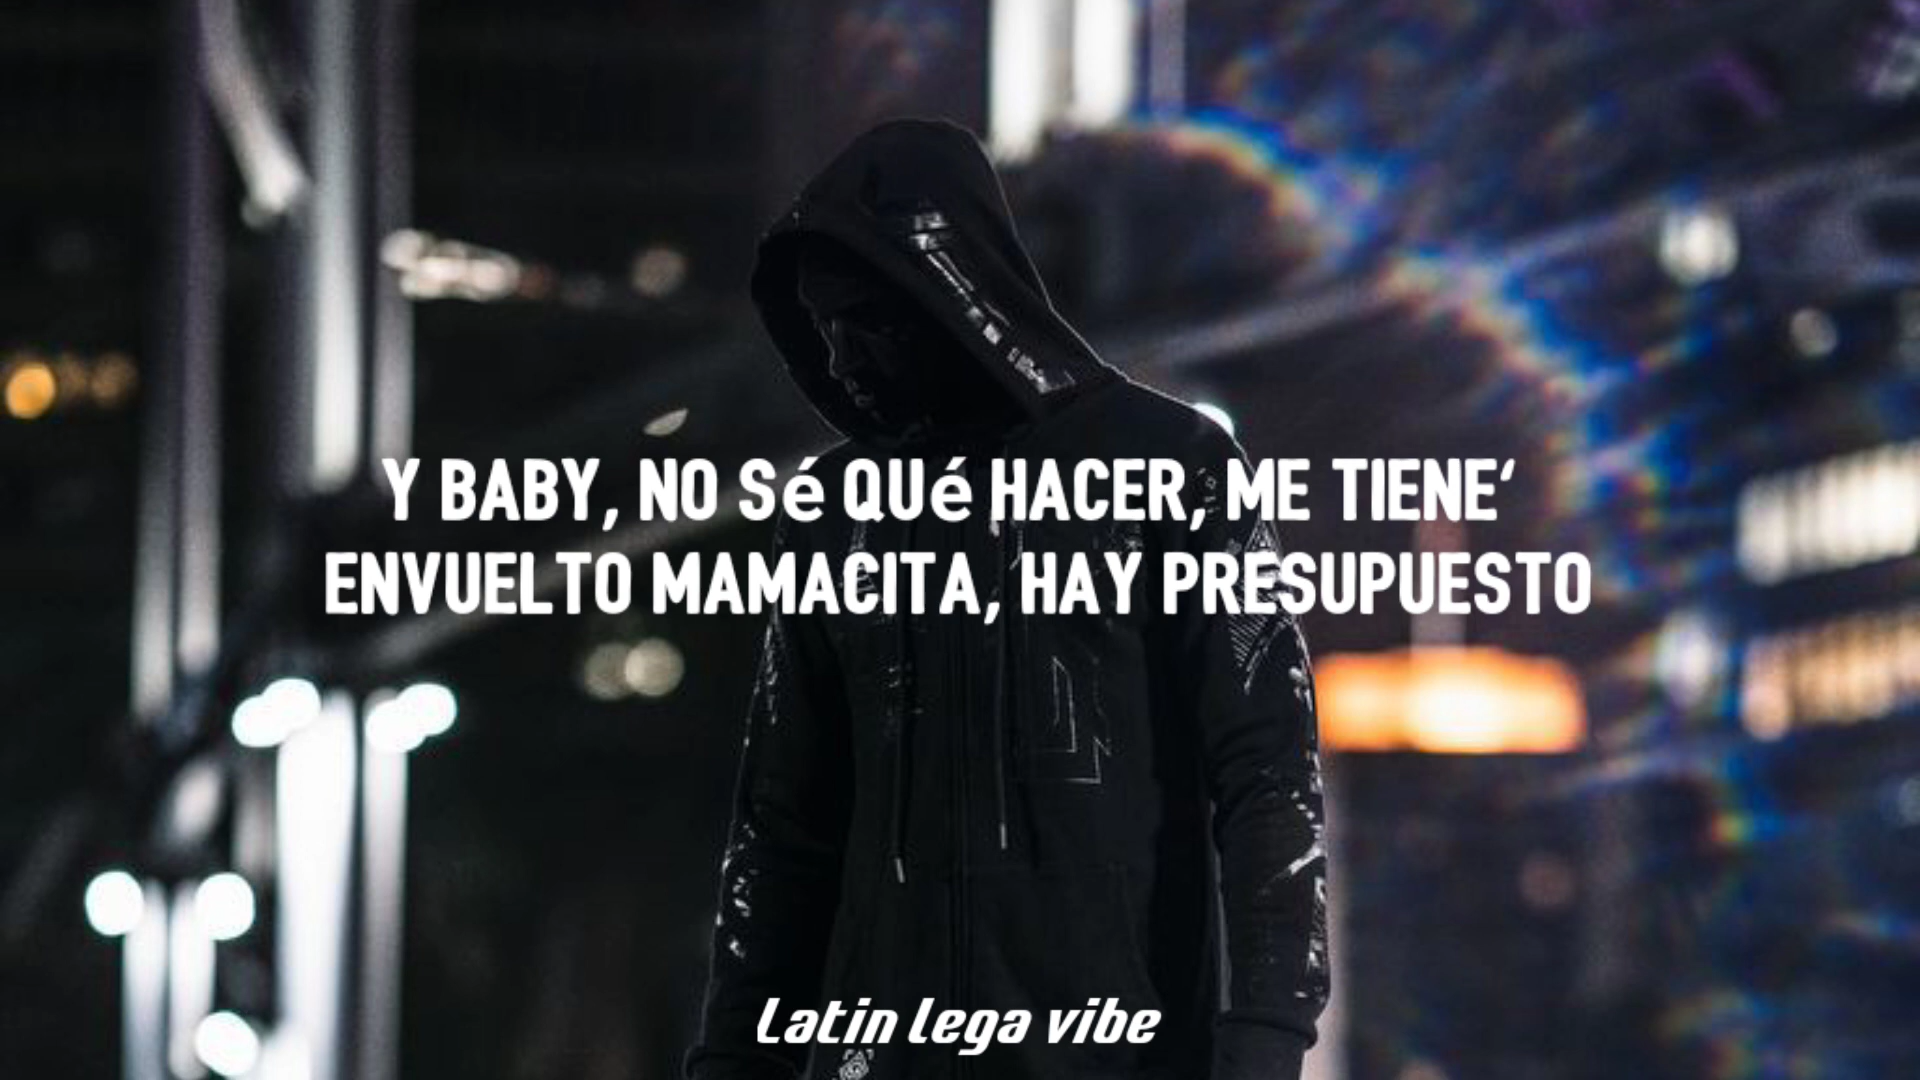 Y BABY, NO Sé QUé HACER, ME TIENE'
ENVUELTO MAMACITA, HAY PRESUPUESTO
Latin lega vibe